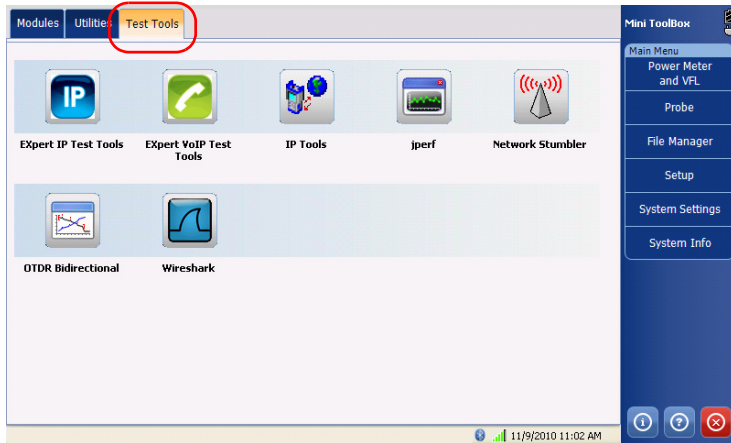 Modules Utilities Test Tools
Mini ToolBox
Main Menu
Power Meter
and VFL
Probe
File Manager
Setup
System Settings
System Info
IP
EXpert IP Test Tools
EXpert VoIP Test
Tools
IP Tools
jperf
Network Stumbler
OTDR Bidirectional
Wireshark
11/9/2010 11:02 AM